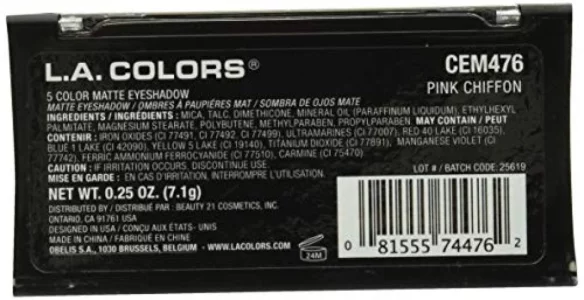 L.A. COLORS®
CEM476
5 COLOR MATTE EYESHADOW
PINK CHIFFON
MATTE EYESHADOW / OMBRES À PAUPIÈRES MAT / SOMBRA DE OJOS MATE
INGREDIENTS / INGRÉDIENTS : MICA, TALC, DIMETHICONE, MINERAL OIL (PARAFFINUM LIQUIDUM), ETHYLHEXYL
PALMITATE, MAGNESIUM STEARATE, POLYBUTENE, METHYLPARABEN, PROPYLPARABEN. MAY CONTAIN / PEUT
CONTENIR : IRON OXIDES (CI 77491, CI 77492, CI 77499), ULTRAMARINES (CI 77007), RED 40 LAKE (CI 16035),
BLUE 1 LAKE (CI 42090), YELLOW 5 LAKE (CI 19140), TITANIUM DIOXIDE (CI 77891), MANGANESE VIOLET (CI
77742), FERRIC AMMONIUM FERROCYANIDE (CI 77510), CARMINE (CI 75470)
CAUTION : IF IRRITATION OCCURS, DISCONTINUE USE.
MISE EN GARDE : EN CAS D'IRRITATION, INTERROMPRE L'UTILISATION.
LOT # / BATCH CODE: 25619
NET WT. 0.25 OZ. (7.1g)
DISTRIBUTED BY / DISTRIBUÉ PAR : BEAUTY 21 COSMETICS, INC.
ONTARIO, CA 91761 USA
DESIGNED IN USA / CONÇU AUX ÉTATS- UNIS
MADE IN CHINA / FABRIQUÉ EN CHINE
OBELIS S.A., 1030 BRUSSELS, BELGIUM - WWW.LACOLORS.COM
24M
0 81555 74476 2